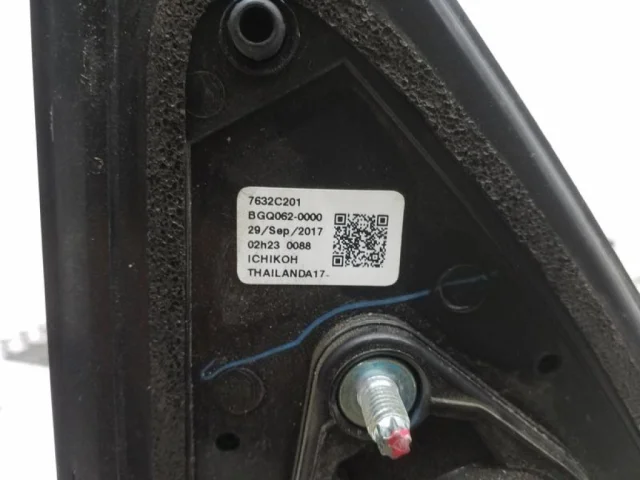 7632C201
BGQ062-0000
29/Sep/2017
02h23 0088
ICHIKOH
THAILANDA17-